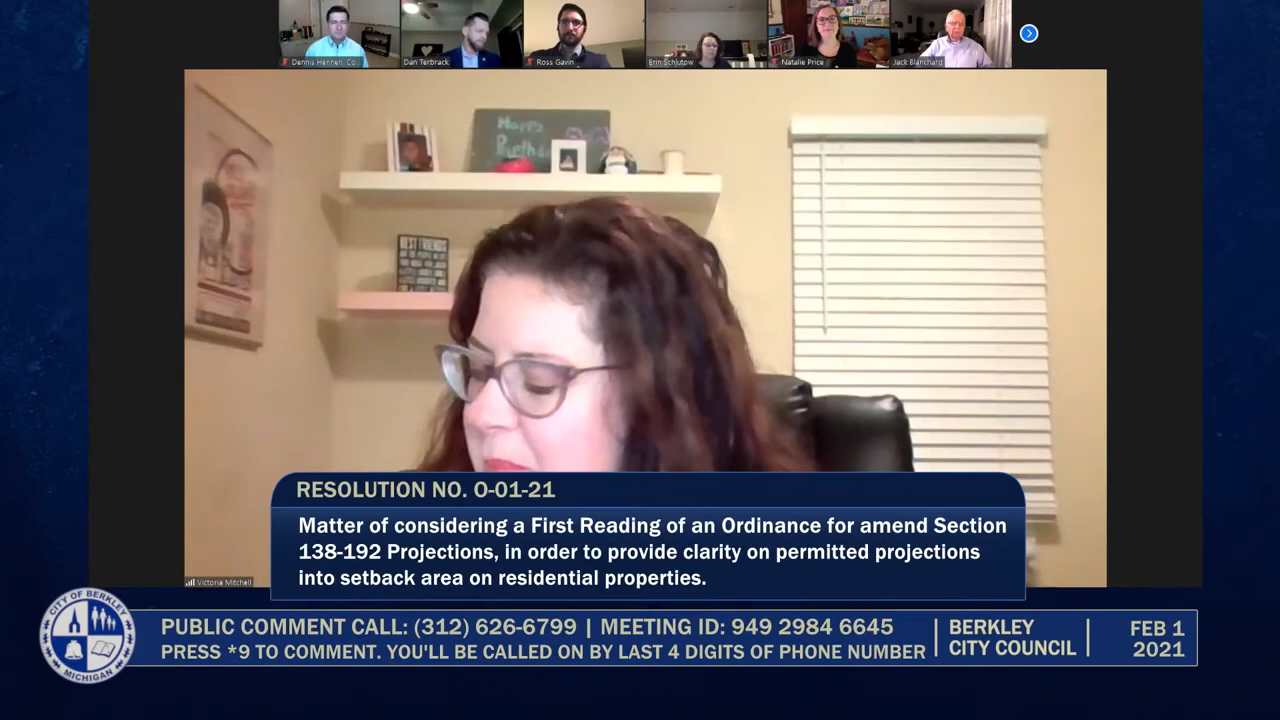 Dennis Hennen, Co...
Dan Terbrack
Ross Gavin
Erin Schlutow
Natalie Price
Jack Blanchard
Happy
BEST FRIENDS
RESOLUTION NO. O-01-21
Matter of considering a First Reading of an Ordinance for amend Section
138-192 Projections, in order to provide clarity on permitted projections
into setback area on residential properties.
Victoria Mitchell
CITY OF BERKLEY
MICHIGAN
PUBLIC COMMENT CALL: (312) 626-6799 | MEETING ID: 949 2984 6645
PRESS *9 TO COMMENT. YOU'LL BE CALLED ON BY LAST 4 DIGITS OF PHONE NUMBER
BERKLEY
CITY COUNCIL
FEB 1
2021